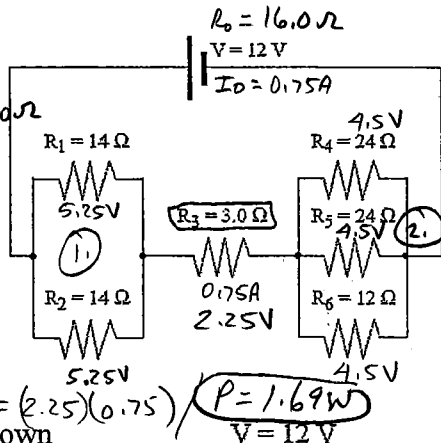 R₀ = 16.0 Ω
V = 12 V
I₀ = 0.75A
0Ω
4.5V
R₁ = 14 Ω
R₄ = 24 Ω
5.25V
R₃ = 3.0 Ω
R₅ = 24 Ω
4.5V
1.
2.
R₂ = 14 Ω
0.75A
R₆ = 12 Ω
2.25V
5.25V
4.5V
= (2.25)(0.75) / P = 1.69W
own
V = 12 V